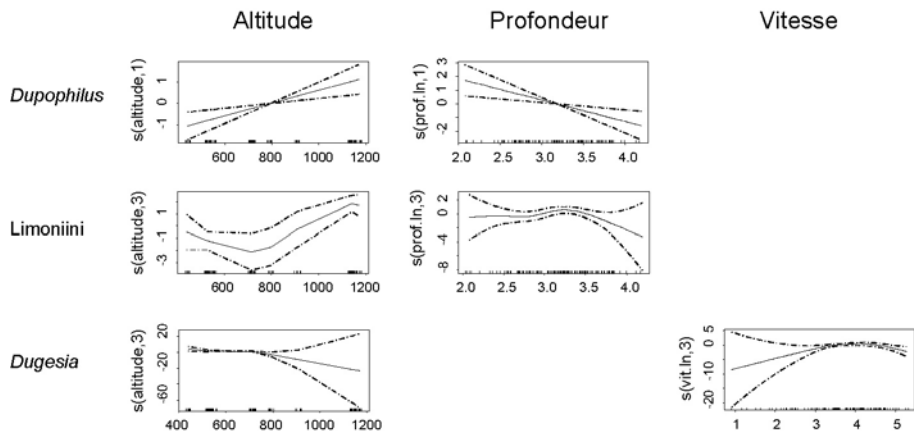 Altitude Profondeur Vitesse
Dupophilus
s(altitude,1)
1
0
-1
600 800 1000 1200
s(prof.ln,1)
3
2
1
0
-2
2.0 2.5 3.0 3.5 4.0
Limoniini
s(altitude,3)
1
-1
-3
600 800 1000 1200
s(prof.ln,3)
2
0
-4
-8
2.0 2.5 3.0 3.5 4.0
Dugesia
s(altitude,3)
20
-20
-60
400 600 800 1000 1200
s(vit.ln,3)
5
0
-10
-20
1 2 3 4 5